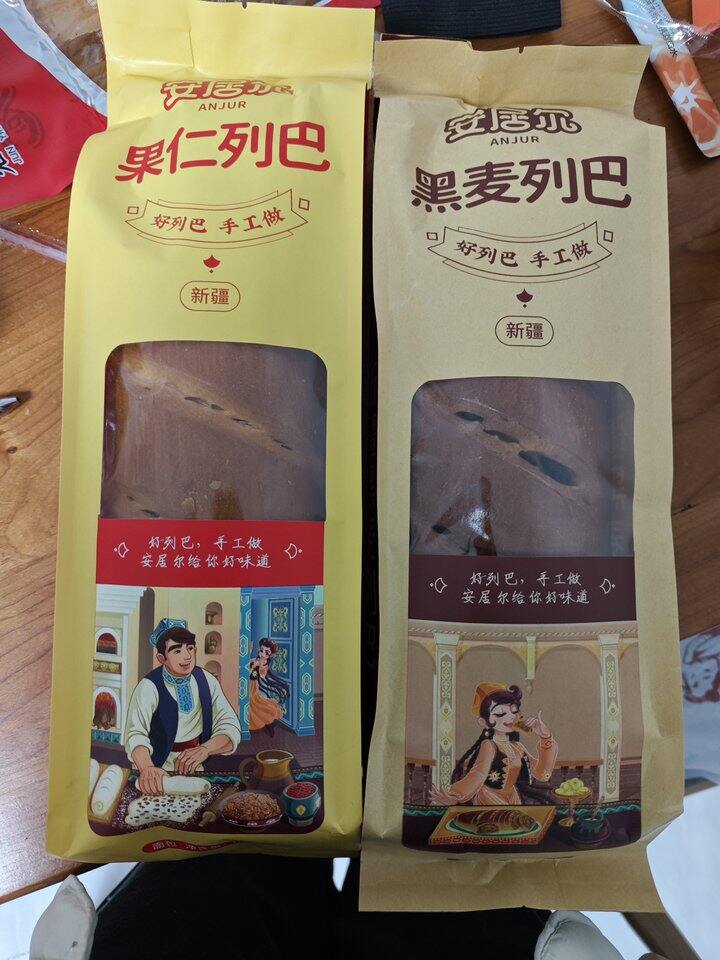 安居尔
ANJUR
果仁列巴
好列巴 手工做
新疆
好列巴，手工做
安居尔给你好味道
面包
安居尔
ANJUR
黑麦列巴
好列巴 手工做
新疆
好列巴，手工做
安居尔给你好味道